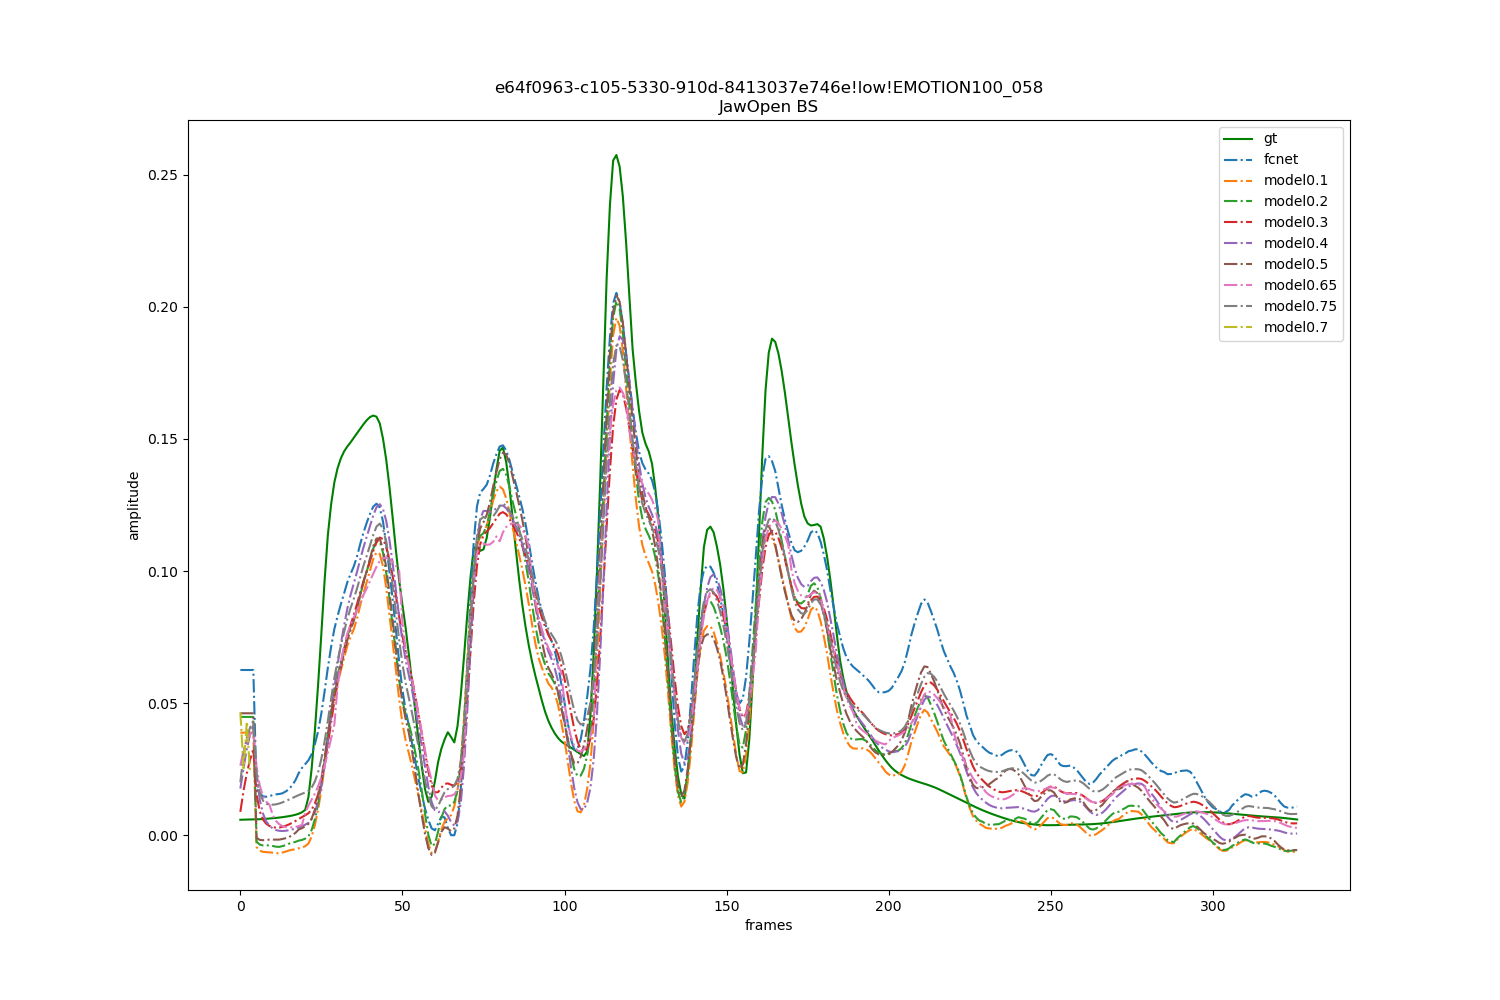 e64f0963-c105-5330-910d-8413037e746e!low!EMOTION100_058
JawOpen BS
gt
fcnet
model0.1
model0.2
model0.3
model0.4
model0.5
model0.65
model0.75
model0.7
0.25
0.20
0.15
0.10
0.05
0.00
amplitude
0 50 100 150 200 250 300
frames